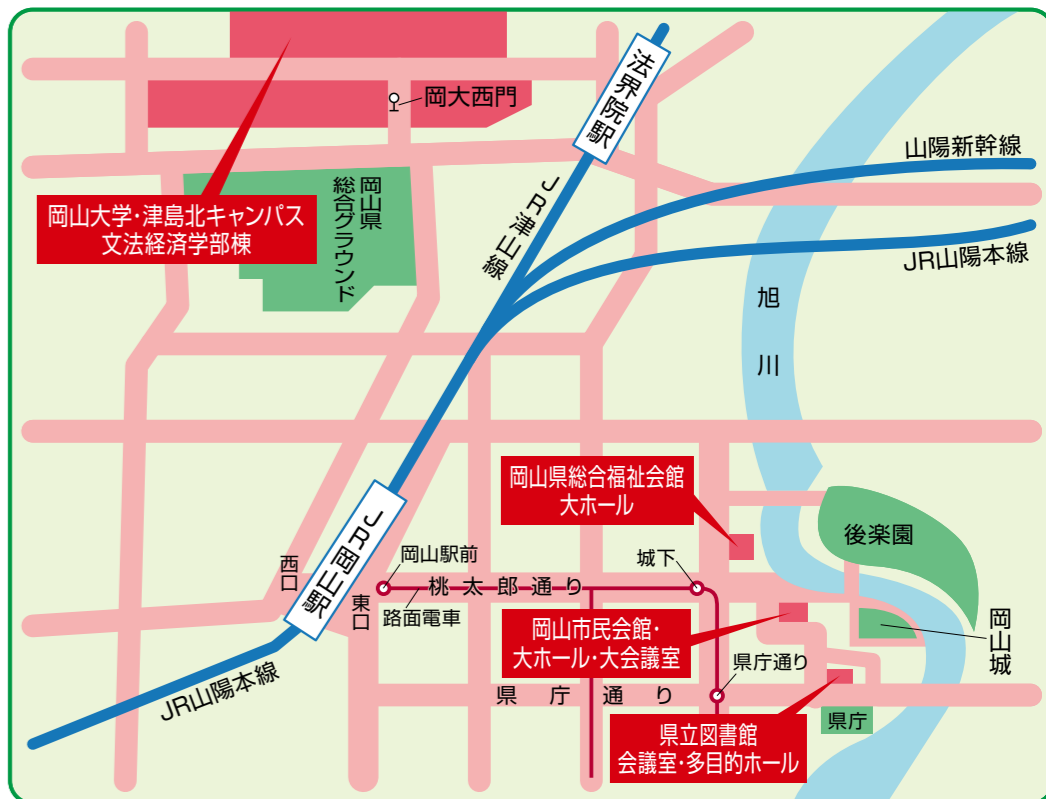 岡大西門
法界院駅
山陽新幹線
岡山県
総合グラウンド
岡山大学・津島北キャンパス
文法経済学部棟
JR津山線
JR山陽本線
旭川
岡山県総合福祉会館
大ホール
後楽園
JR岡山駅
西口
東口
岡山駅前
城下
桃太郎通り
路面電車
岡山市民会館・
大ホール・大会議室
岡山城
県庁通り
県庁通り
JR山陽本線
県庁
県立図書館
会議室・多目的ホール